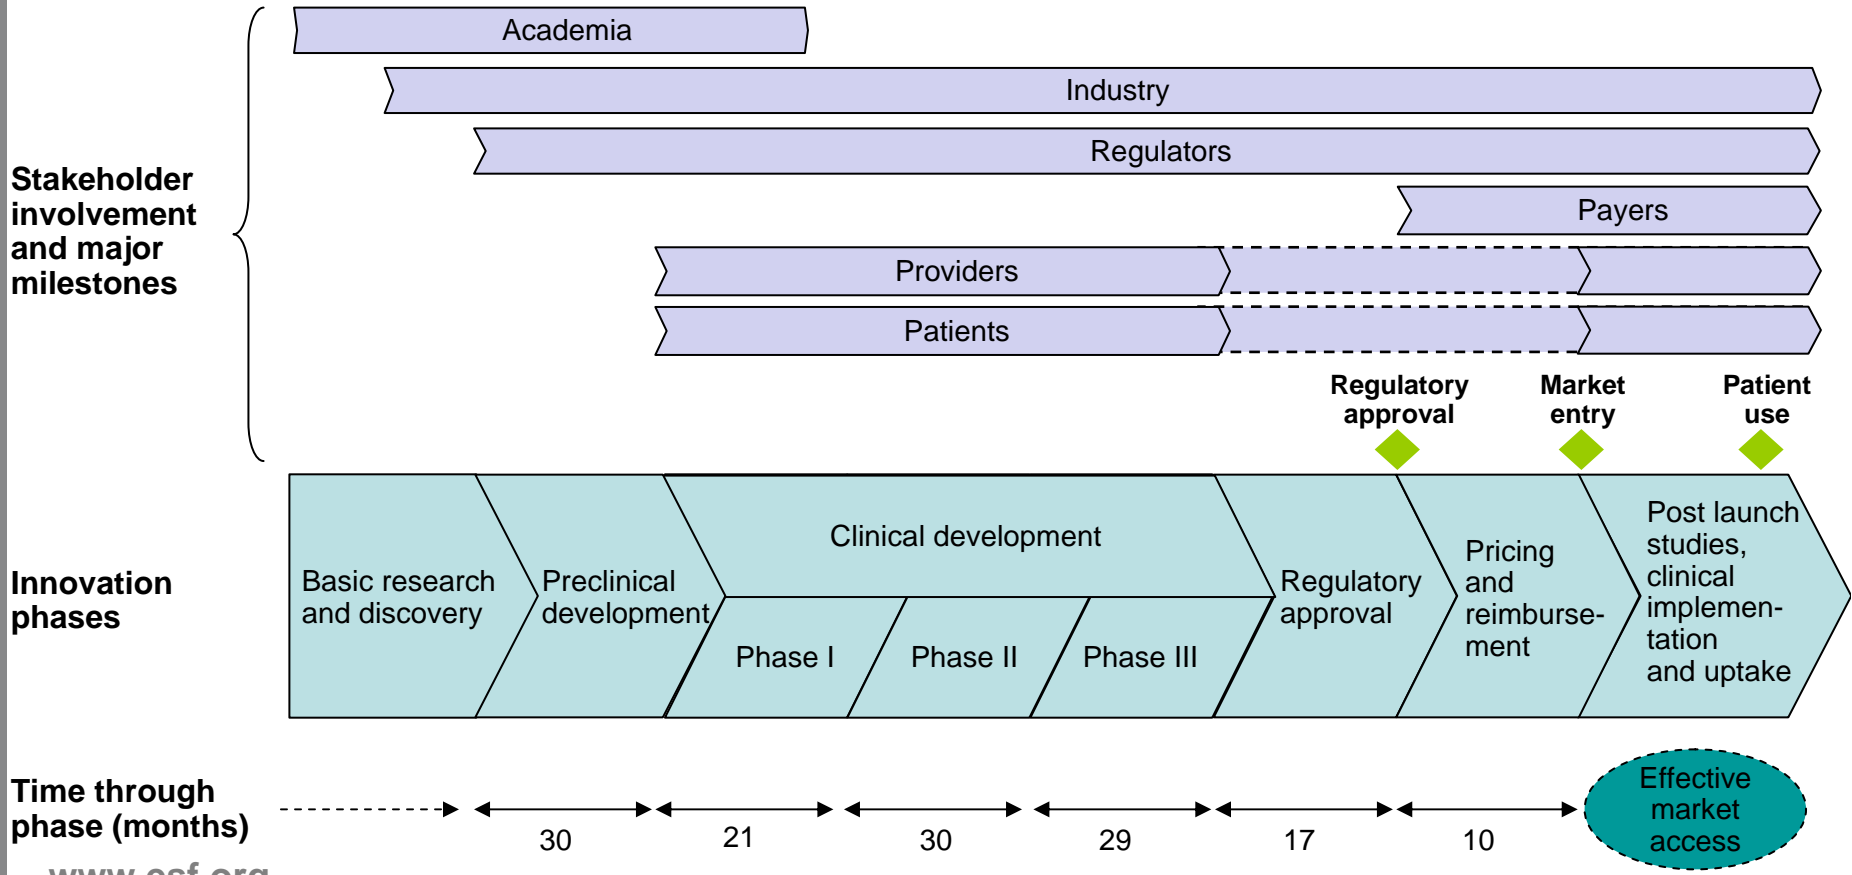 Academia
Industry
Regulators
Payers
Providers
Patients
Stakeholder
involvement
and major
milestones
Regulatory
approval
Market
entry
Patient
use
Innovation
phases
Basic research
and discovery
Preclinical
development
Clinical development
Phase I
Phase II
Phase III
Regulatory
approval
Pricing
and
reimburse-
ment
Post launch
studies,
clinical
implemen-
tation
and uptake
Time through
phase (months)
30
21
30
29
17
10
Effective
market
access
www.esf.org